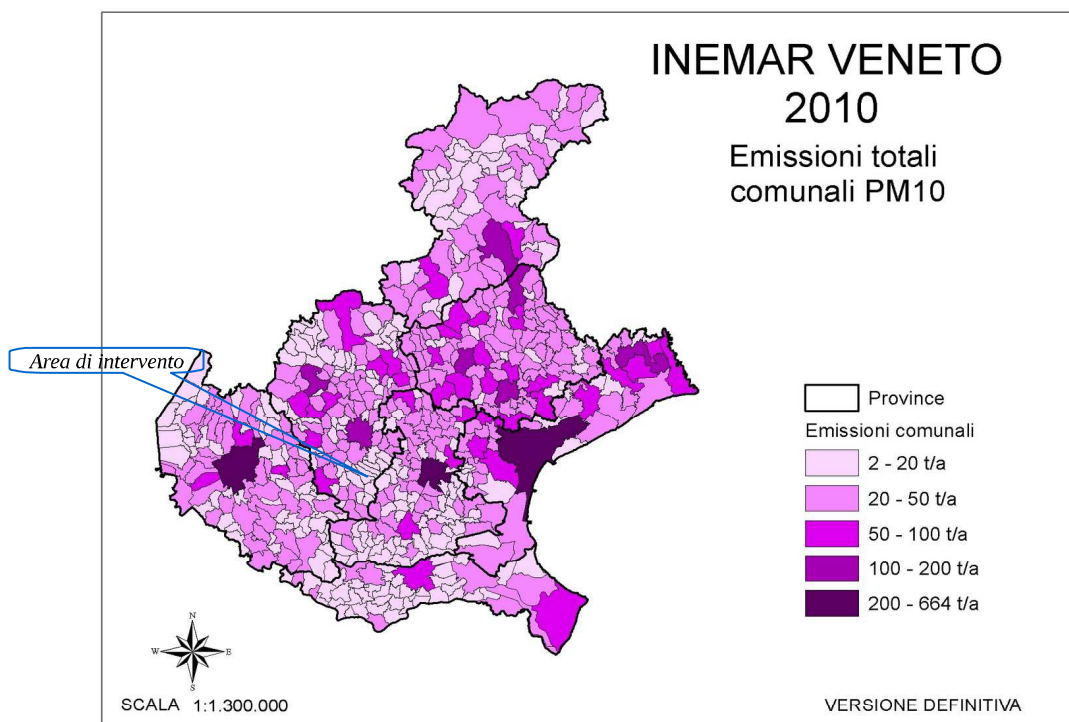 INEMAR VENETO
2010
Emissioni totali
comunali PM10
Area di intervento
Province
Emissioni comunali
2 - 20 t/a
20 - 50 t/a
50 - 100 t/a
100 - 200 t/a
200 - 664 t/a
N
W
E
S
SCALA 1:1.300.000
VERSIONE DEFINITIVA